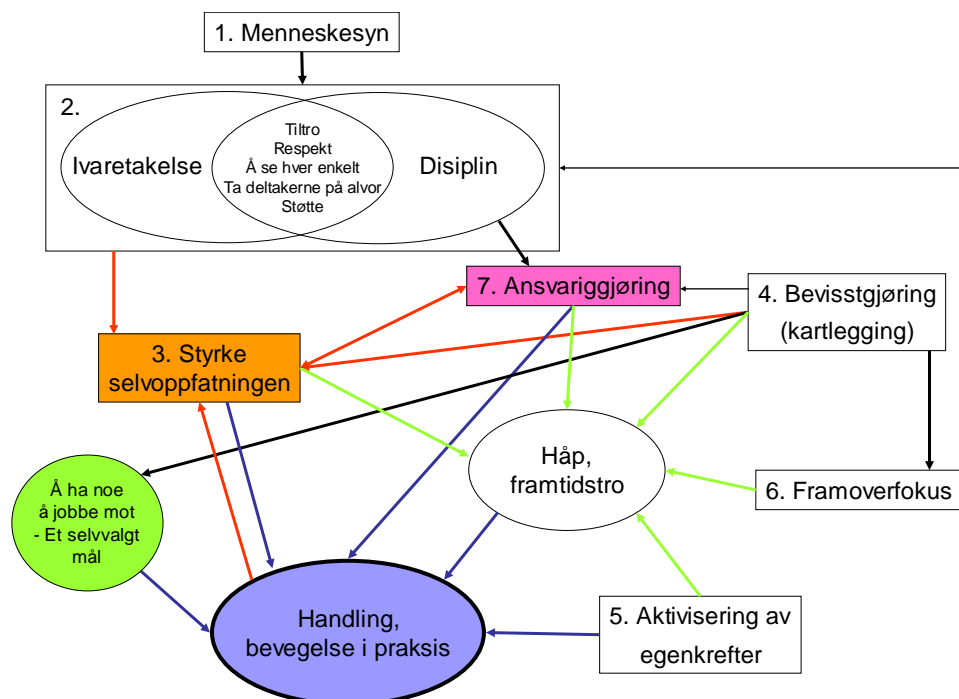 1. Menneskesyn
2.
Ivaretakelse
Tiltro
Respekt
Å se hver enkelt
Ta deltakerne på alvor
Støtte
Disiplin
7. Ansvariggjøring
4. Bevisstgjøring
(kartlegging)
3. Styrke
selvoppfatningen
Håp,
framtidstro
6. Framoverfokus
Å ha noe
å jobbe mot
- Et selvvalgt
mål
Handling,
bevegelse i praksis
5. Aktivisering av
egenkrefter